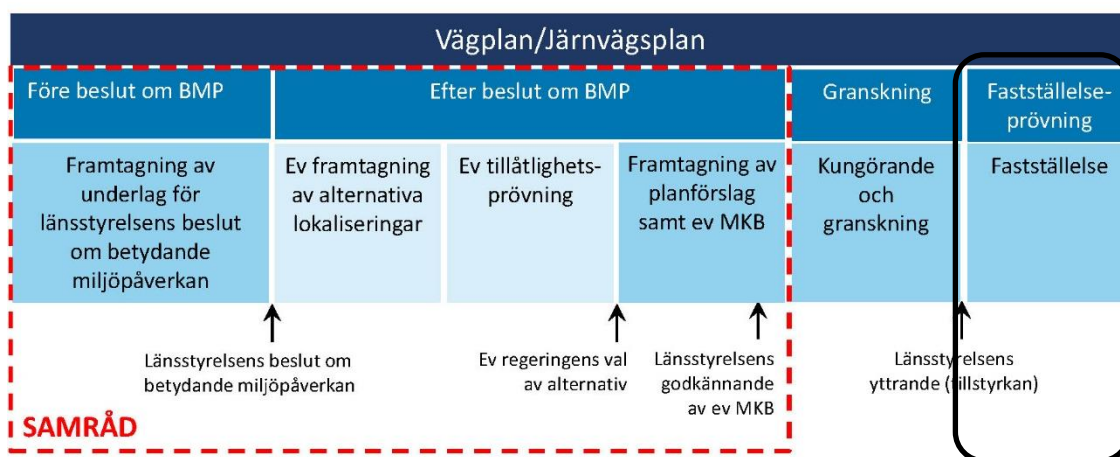 Vägplan/Järnvägsplan
Före beslut om BMP
Efter beslut om BMP
Granskning
Fastställelse-
prövning
Framtagning av
underlag för
länsstyrelsens beslut
om betydande
miljöpåverkan
Ev framtagning
av alternativa
lokaliseringar
Ev tillåtlighets-
prövning
Framtagning av
planförslag
samt ev MKB
Kungörande
och
granskning
Fastställelse
Länsstyrelsens beslut om
betydande miljöpåverkan
Ev regeringens val
av alternativ
Länsstyrelsens
godkännande
av ev MKB
Länsstyrelsens
yttrande (tillstyrkan)
SAMRÅD